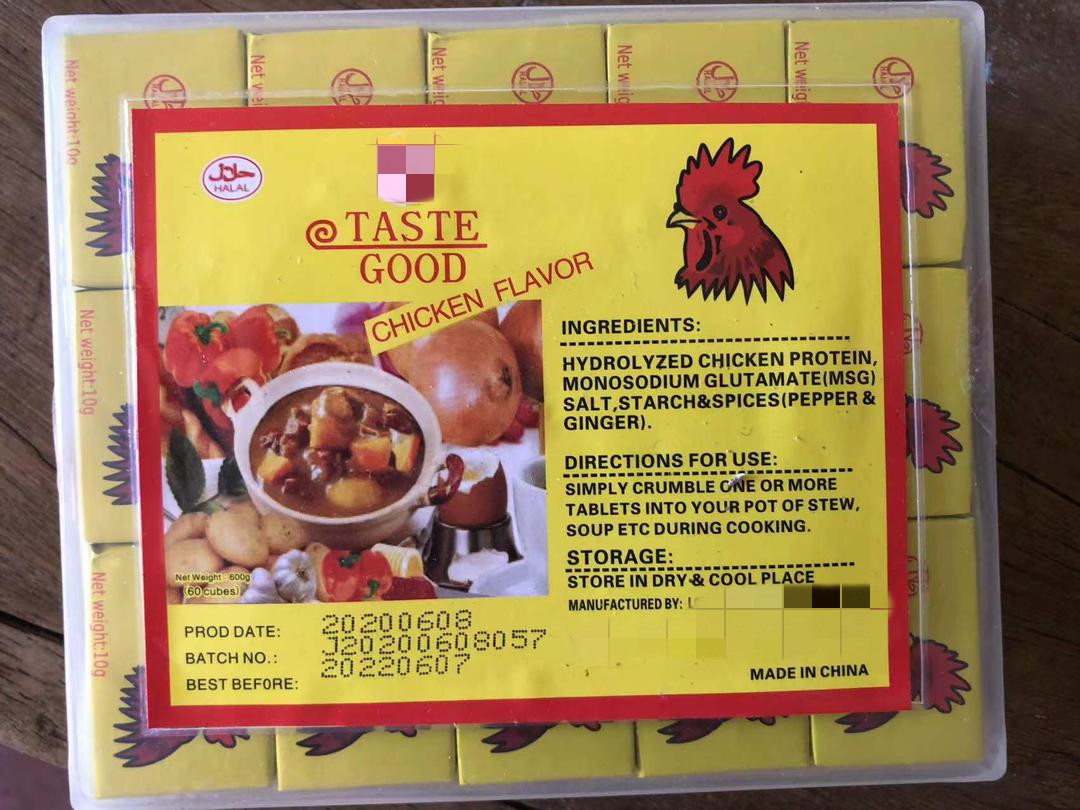 Net weight:10g
حلال
HALAL
TASTE
GOOD
CHICKEN FLAVOR
INGREDIENTS:
HYDROLYZED CHICKEN PROTEIN,
MONOSODIUM GLUTAMATE(MSG)
SALT,STARCH&SPICES(PEPPER &
GINGER).
DIRECTIONS FOR USE:
SIMPLY CRUMBLE ONE OR MORE
TABLETS INTO YOUR POT OF STEW,
SOUP ETC DURING COOKING.
STORAGE:
STORE IN DRY & COOL PLACE
MANUFACTURED BY:
MADE IN CHINA
Net Weight : 600g
(60 cubes)
PROD DATE: 20200608
BATCH NO.: J20200608057
BEST BEFORE: 20220607
Net weight:10g
Net weight:10g